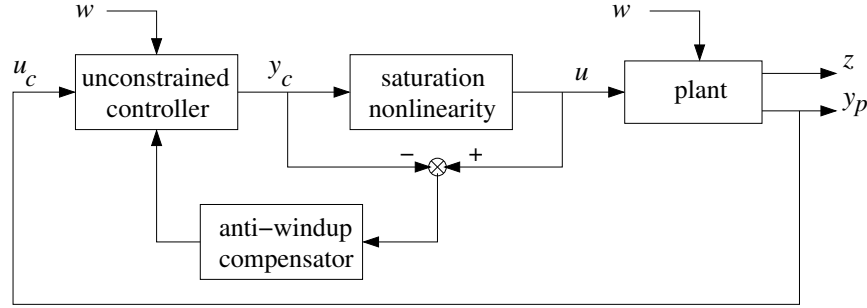 w
w
u_c
unconstrained
controller
y_c
saturation
nonlinearity
u
plant
z
y_p
−
+
anti−windup
compensator